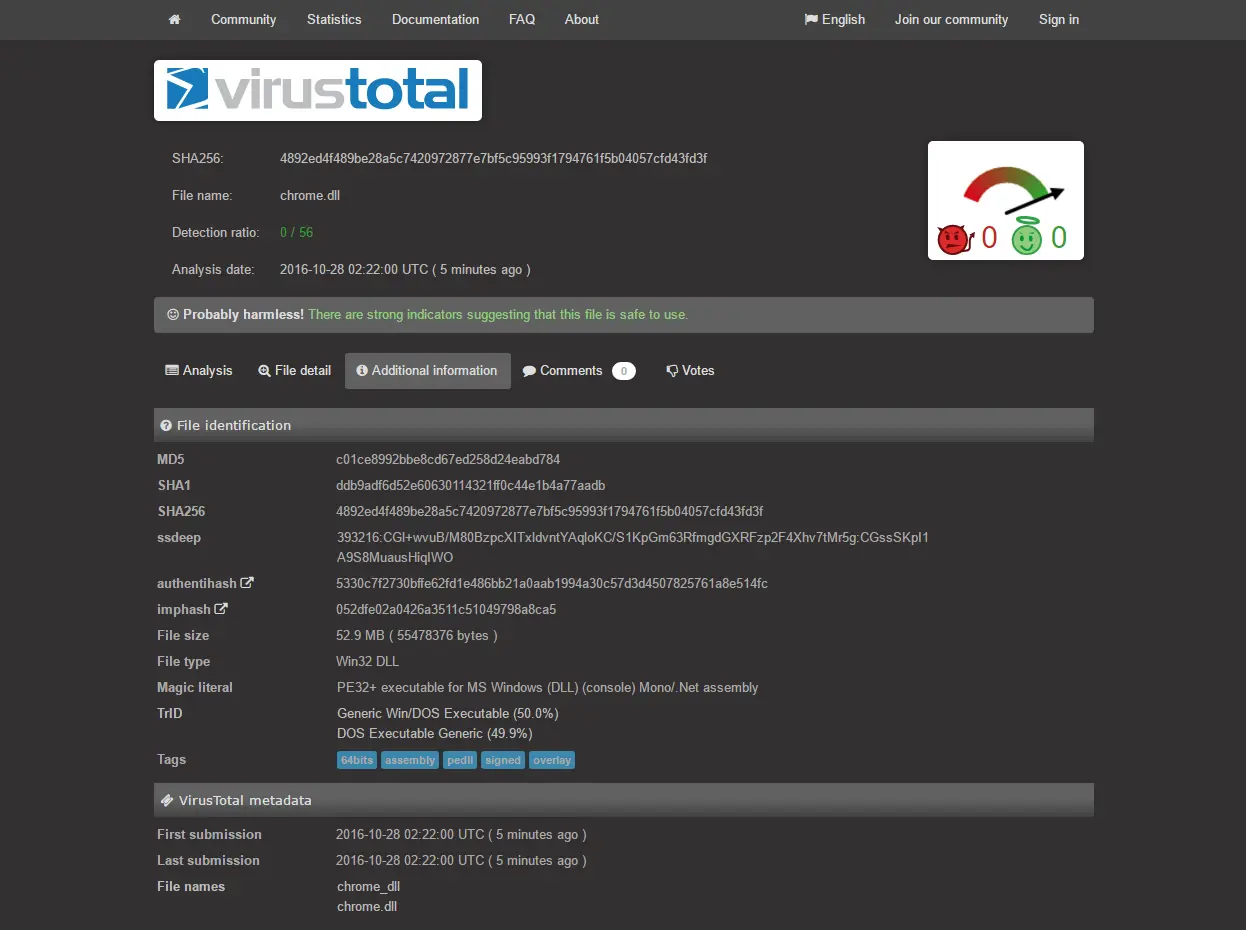 Community Statistics Documentation FAQ About English Join our community Sign in
virustotal
SHA256: 4892ed4f489be28a5c7420972877e7bf5c95993f1794761f5b04057cfd43fd3f
File name: chrome.dll
Detection ratio: 0 / 56
Analysis date: 2016-10-28 02:22:00 UTC ( 5 minutes ago )
0 0
Probably harmless! There are strong indicators suggesting that this file is safe to use.
Analysis File detail Additional information Comments 0 Votes
File identification
MD5 c01ce8992bbe8cd67ed258d24eabd784
SHA1 ddb9adf6d52e60630114321ff0c44e1b4a77aadb
SHA256 4892ed4f489be28a5c7420972877e7bf5c95993f1794761f5b04057cfd43fd3f
ssdeep 393216:CGI+wvuB/M80BzpcXITxIdvntYAqIoKC/S1KpGm63RfmgdGXRFzp2F4Xhv7tMr5g:CGssSKpI1
A9S8MuausHiqIWO
authentihash 5330c7f2730bffe62fd1e486bb21a0aab1994a30c57d3d4507825761a8e514fc
imphash 052dfe02a0426a3511c51049798a8ca5
File size 52.9 MB ( 55478376 bytes )
File type Win32 DLL
Magic literal PE32+ executable for MS Windows (DLL) (console) Mono/.Net assembly
TrID Generic Win/DOS Executable (50.0%)
DOS Executable Generic (49.9%)
Tags 64bits assembly pedll signed overlay
VirusTotal metadata
First submission 2016-10-28 02:22:00 UTC ( 5 minutes ago )
Last submission 2016-10-28 02:22:00 UTC ( 5 minutes ago )
File names chrome_dll
chrome.dll